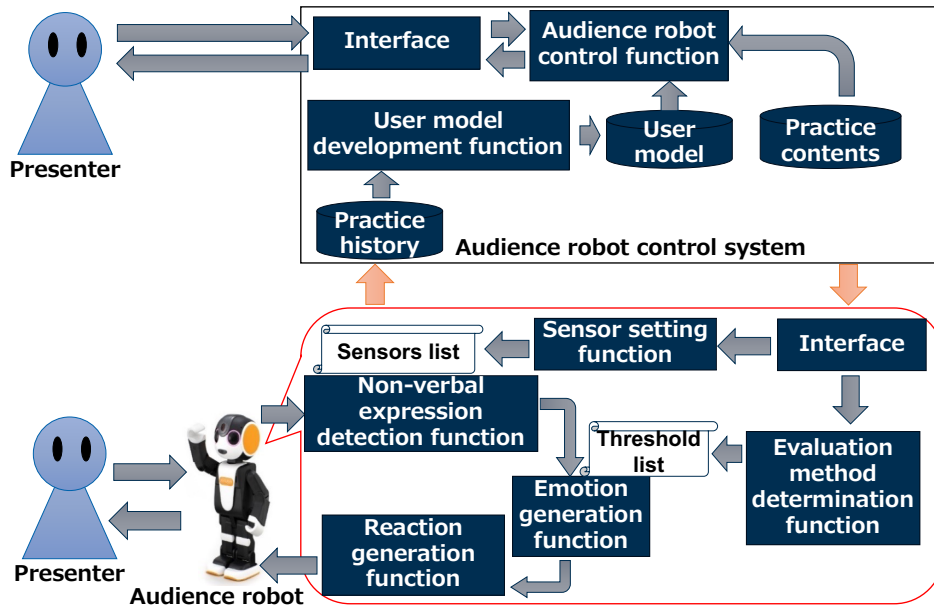 Interface
Audience robot
control function
User model
development function
User
model
Practice
contents
Presenter
Practice
history
Audience robot control system
Sensors list
Sensor setting
function
Interface
Non-verbal
expression
detection function
Threshold
list
Evaluation
method
determination
function
Emotion
generation
function
Reaction
generation
function
Presenter
Audience robot